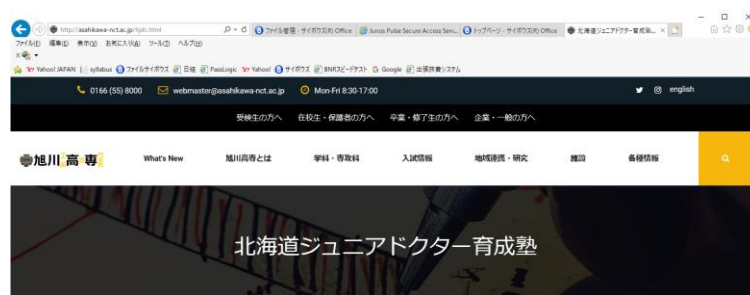 http://asahikawa-nct.ac.jp/hjdc.html
ファイル管理 - サイボウズ(R) Office
Junos Pulse Secure Access Serv...
トップページ - サイボウズ(R) Office
北海道ジュニアドクター育成塾...
ファイル(F) 編集(E) 表示(V) お気に入り(A) ツール(T) ヘルプ(H)
Yahoo! JAPAN syllabus ファイルサイボウズ 日経 PassLogic Yahoo! サイボウズ BNRスピードテスト Google 出張旅費システム
0166 (55) 8000 webmaster@asahikawa-nct.ac.jp Mon-Fri 8:30-17:00 english
受検生の方へ 在校生・保護者の方へ 卒業・修了生の方へ 企業・一般の方へ
旭川高専 What's New 旭川高専とは 学科・専攻科 入試情報 地域連携・研究 施設 各種情報
北海道ジュニアドクター育成塾